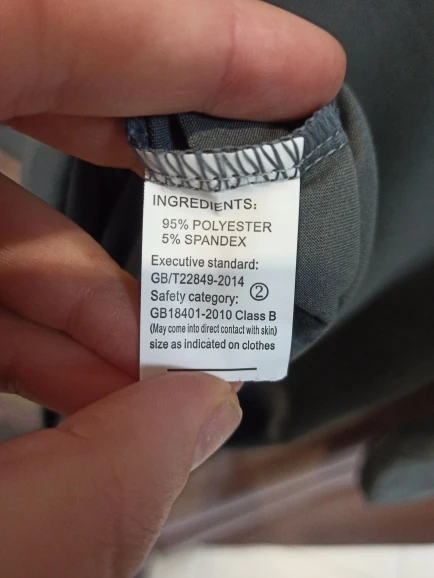 INGREDIENTS:
95% POLYESTER
5% SPANDEX
Executive standard:
GB/T22849-2014
Safety category: ②
GB18401-2010 Class B
(May come into direct contact with skin)
size as indicated on clothes